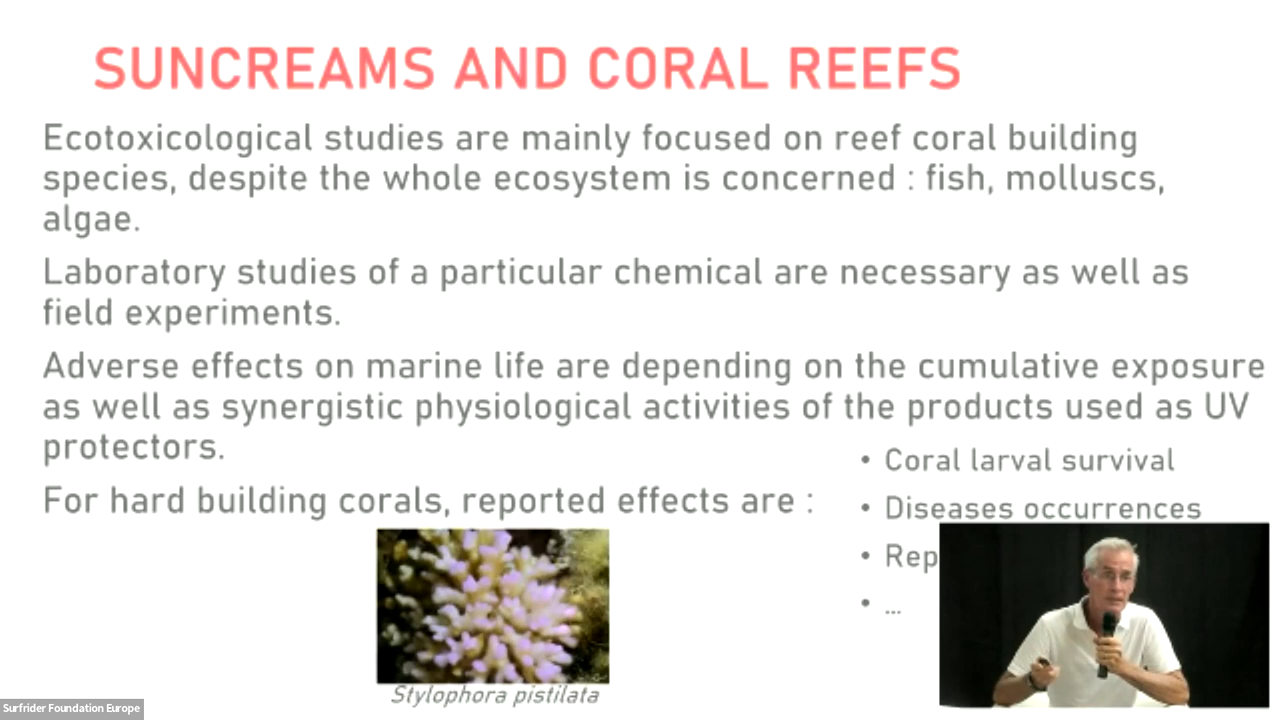 SUNCREAMS AND CORAL REEFS
Ecotoxicological studies are mainly focused on reef coral building
species, despite the whole ecosystem is concerned : fish, molluscs,
algae.
Laboratory studies of a particular chemical are necessary as well as
field experiments.
Adverse effects on marine life are depending on the cumulative exposure
as well as synergistic physiological activities of the products used as UV
protectors.
For hard building corals, reported effects are :
• Coral larval survival
• Diseases occurrences
• Rep
• ...
Stylophora pistilata
Surfrider Foundation Europe